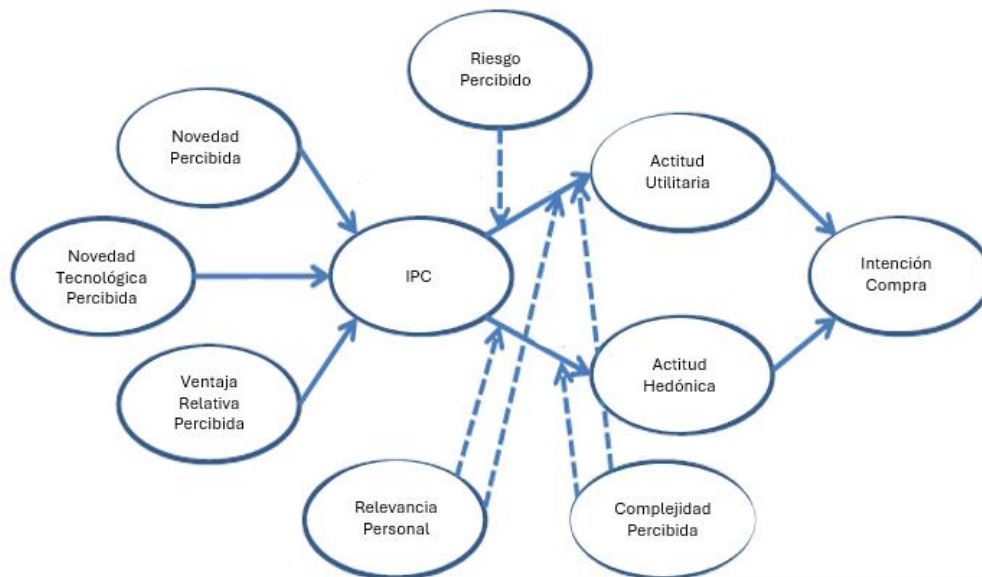 Riesgo
Percibido
Novedad
Percibida
Actitud
Utilitaria
Novedad
Tecnológica
Percibida
IPC
Intención
Compra
Ventaja
Relativa
Percibida
Actitud
Hedónica
Relevancia
Personal
Complejidad
Percibida